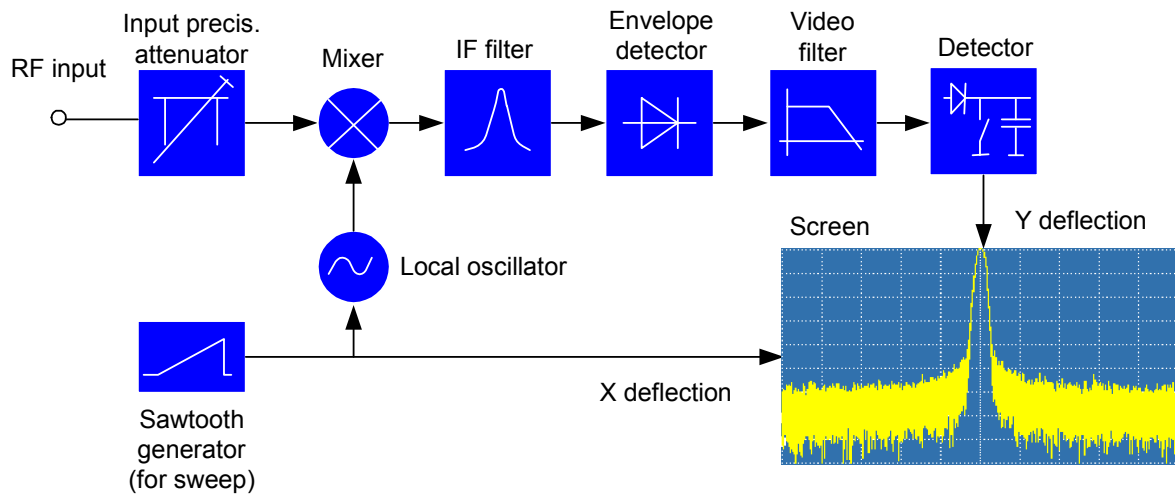 RF input
Input precis.
attenuator
Mixer
IF filter
Envelope
detector
Video
filter
Detector
Local oscillator
Screen
Y deflection
X deflection
Sawtooth
generator
(for sweep)